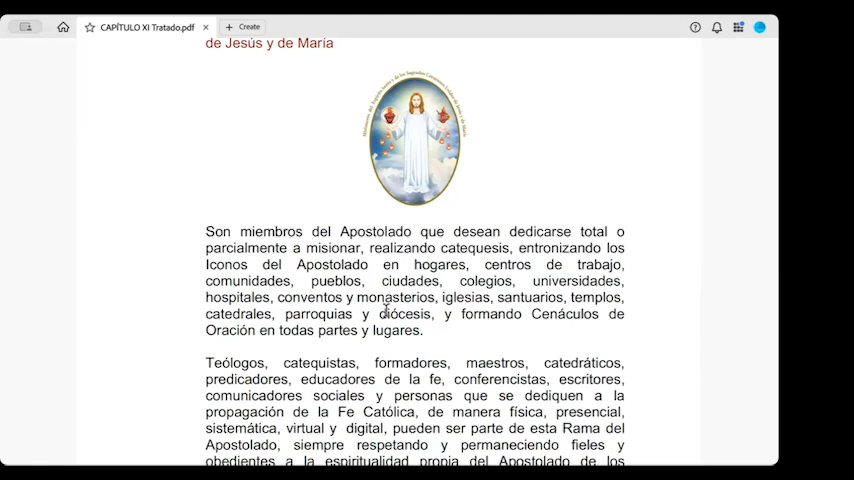 CAPÍTULO XI Tratado.pdf
Create
de Jesús y de María
Son miembros del Apostolado que desean dedicarse total o
parcialmente a misionar, realizando catequesis, entronizando los
Iconos del Apostolado en hogares, centros de trabajo,
comunidades, pueblos, ciudades, colegios, universidades,
hospitales, conventos y monasterios, iglesias, santuarios, templos,
catedrales, parroquias y diócesis, y formando Cenáculos de
Oración en todas partes y lugares.
Teólogos, catequistas, formadores, maestros, catedráticos,
predicadores, educadores de la fe, conferencistas, escritores,
comunicadores sociales y personas que se dediquen a la
propagación de la Fe Católica, de manera física, presencial,
sistemática, virtual y digital, pueden ser parte de esta Rama del
Apostolado, siempre respetando y permaneciendo fieles y
obedientes a la espiritualidad propia del Apostolado de los